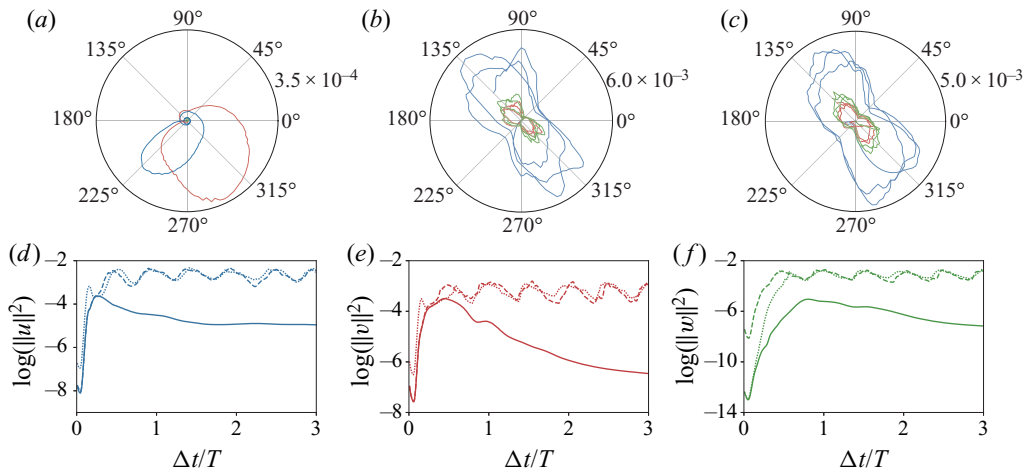 (a) (b) (c)
90° 90° 90°
135° 45° 135° 45° 135° 45°
3.5 × 10⁻⁴ 6.0 × 10⁻³ 5.0 × 10⁻³
180° 0° 180° 0° 180° 0°
225° 315° 225° 315° 225° 315°
270° 270° 270°
(d) (e) (f)
−2 −2 −2
−4 −4 −6
−6 −6 −10
−8 −8 −14
log(||u||²) log(||v||²) log(||w||²)
0 1 2 3 0 1 2 3 0 1 2 3
Δt/T Δt/T Δt/T